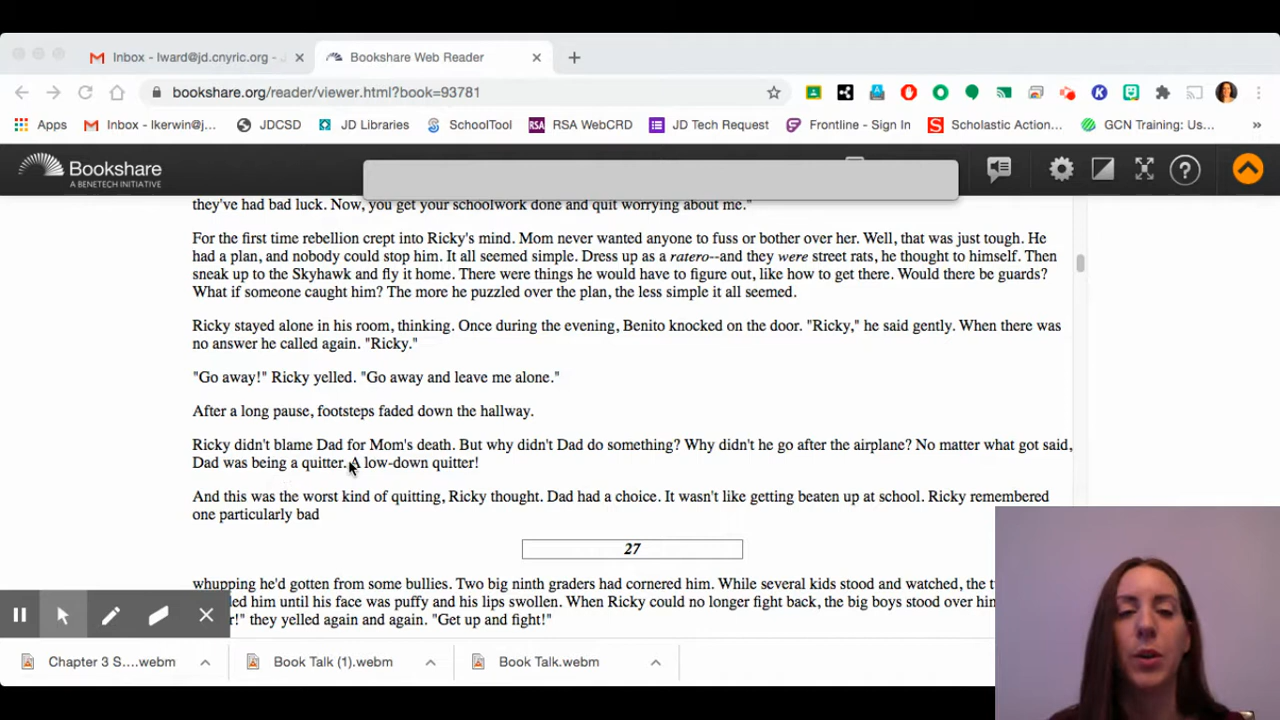 Inbox - lward@jd.cnyric.org - J
Bookshare Web Reader
bookshare.org/reader/viewer.html?book=93781
Apps
Inbox - lkerwin@j...
JDCSD
JD Libraries
SchoolTool
RSA
RSA WebCRD
JD Tech Request
Frontline - Sign In
S
Scholastic Action...
GCN Training: Us...
»
Bookshare
A BENETECH INITIATIVE
?
they've had bad luck. Now, you get your schoolwork done and quit worrying about me."
For the first time rebellion crept into Ricky's mind. Mom never wanted anyone to fuss or bother over her. Well, that was just tough. He
had a plan, and nobody could stop him. It all seemed simple. Dress up as a ratero--and they were street rats, he thought to himself. Then
sneak up to the Skyhawk and fly it home. There were things he would have to figure out, like how to get there. Would there be guards?
What if someone caught him? The more he puzzled over the plan, the less simple it all seemed.
Ricky stayed alone in his room, thinking. Once during the evening, Benito knocked on the door. "Ricky," he said gently. When there was
no answer he called again. "Ricky."
"Go away!" Ricky yelled. "Go away and leave me alone."
After a long pause, footsteps faded down the hallway.
Ricky didn't blame Dad for Mom's death. But why didn't Dad do something? Why didn't he go after the airplane? No matter what got said,
Dad was being a quitter. A low-down quitter!
And this was the worst kind of quitting, Ricky thought. Dad had a choice. It wasn't like getting beaten up at school. Ricky remembered
one particularly bad
27
whupping he'd gotten from some bullies. Two big ninth graders had cornered him. While several kids stood and watched, the
him until his face was puffy and his lips swollen. When Ricky could no longer fight back, the big boys stood over him
they yelled again and again. "Get up and fight!"
Chapter 3 S....webm
Book Talk (1).webm
Book Talk.webm